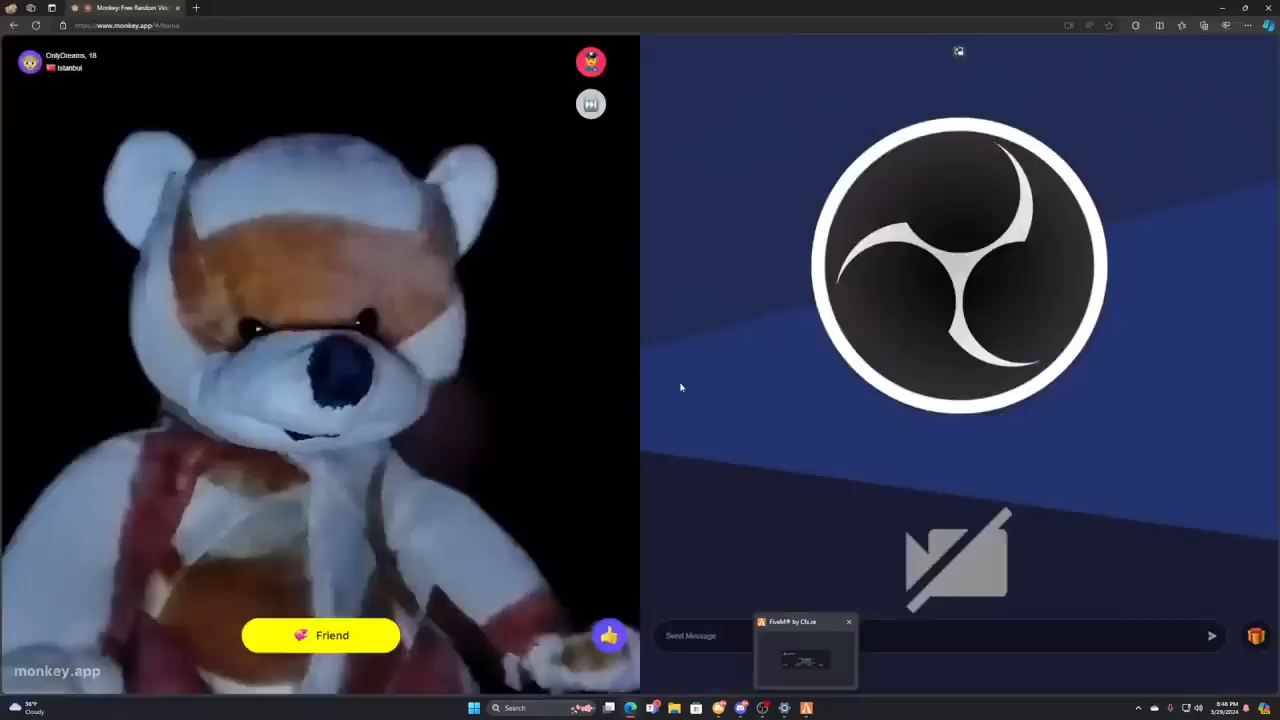 Monkey: Free Random Vide
https://www.monkey.app/#/home
OnlyDreams, 18
Istanbul
Friend
monkey.app
Send Message
FiveM® by Cfx.re
36°F
Cloudy
Search
8:46 PM
3/29/2024